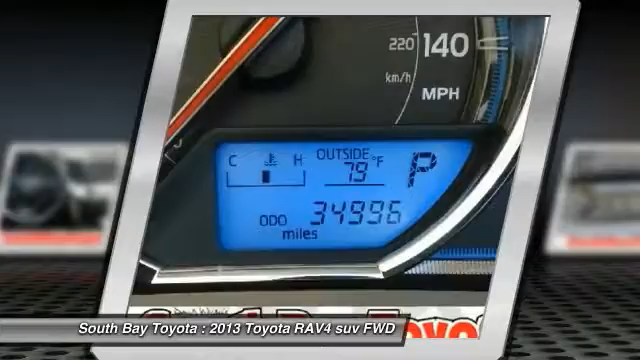 220 140
km/h
MPH
C H OUTSIDE
79 °F P
ODO 34996
miles
South Bay Toyota : 2013 Toyota RAV4 suv FWD